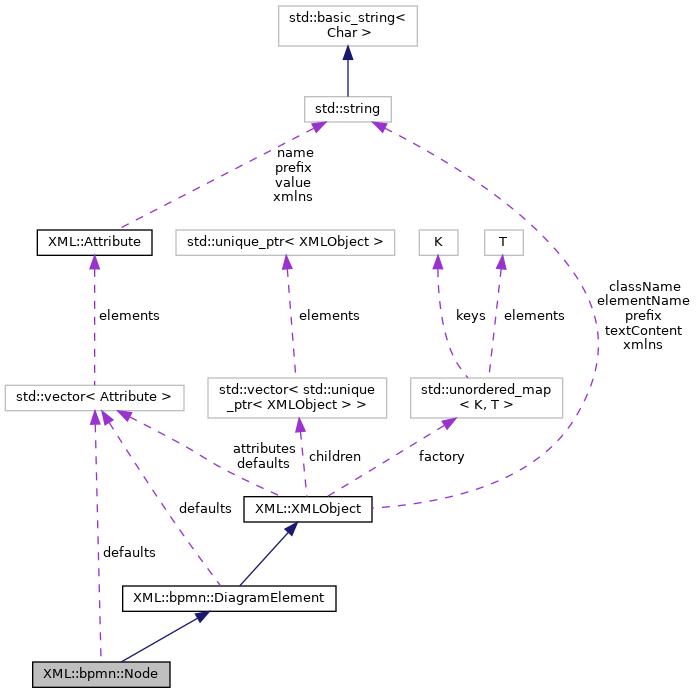 std::basic_string<
Char >
std::string
name
prefix
value
xmlns
XML::Attribute
std::unique_ptr< XMLObject >
K
T
className
elementName
prefix
textContent
xmlns
elements
elements
keys
elements
std::vector< Attribute >
std::vector< std::unique
_ptr< XMLObject > >
std::unordered_map
< K, T >
attributes
defaults
children
factory
defaults
XML::XMLObject
defaults
XML::bpmn::DiagramElement
XML::bpmn::Node